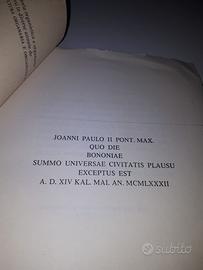 JOANNI PAULO II PONT. MAX.
QUO DIE
BONONIAE
SUMMO UNIVERSAE CIVITATIS PLAUSU
EXCEPTUS EST
A. D. XIV KAL. MAI. AN. MCMLXXXII
subito